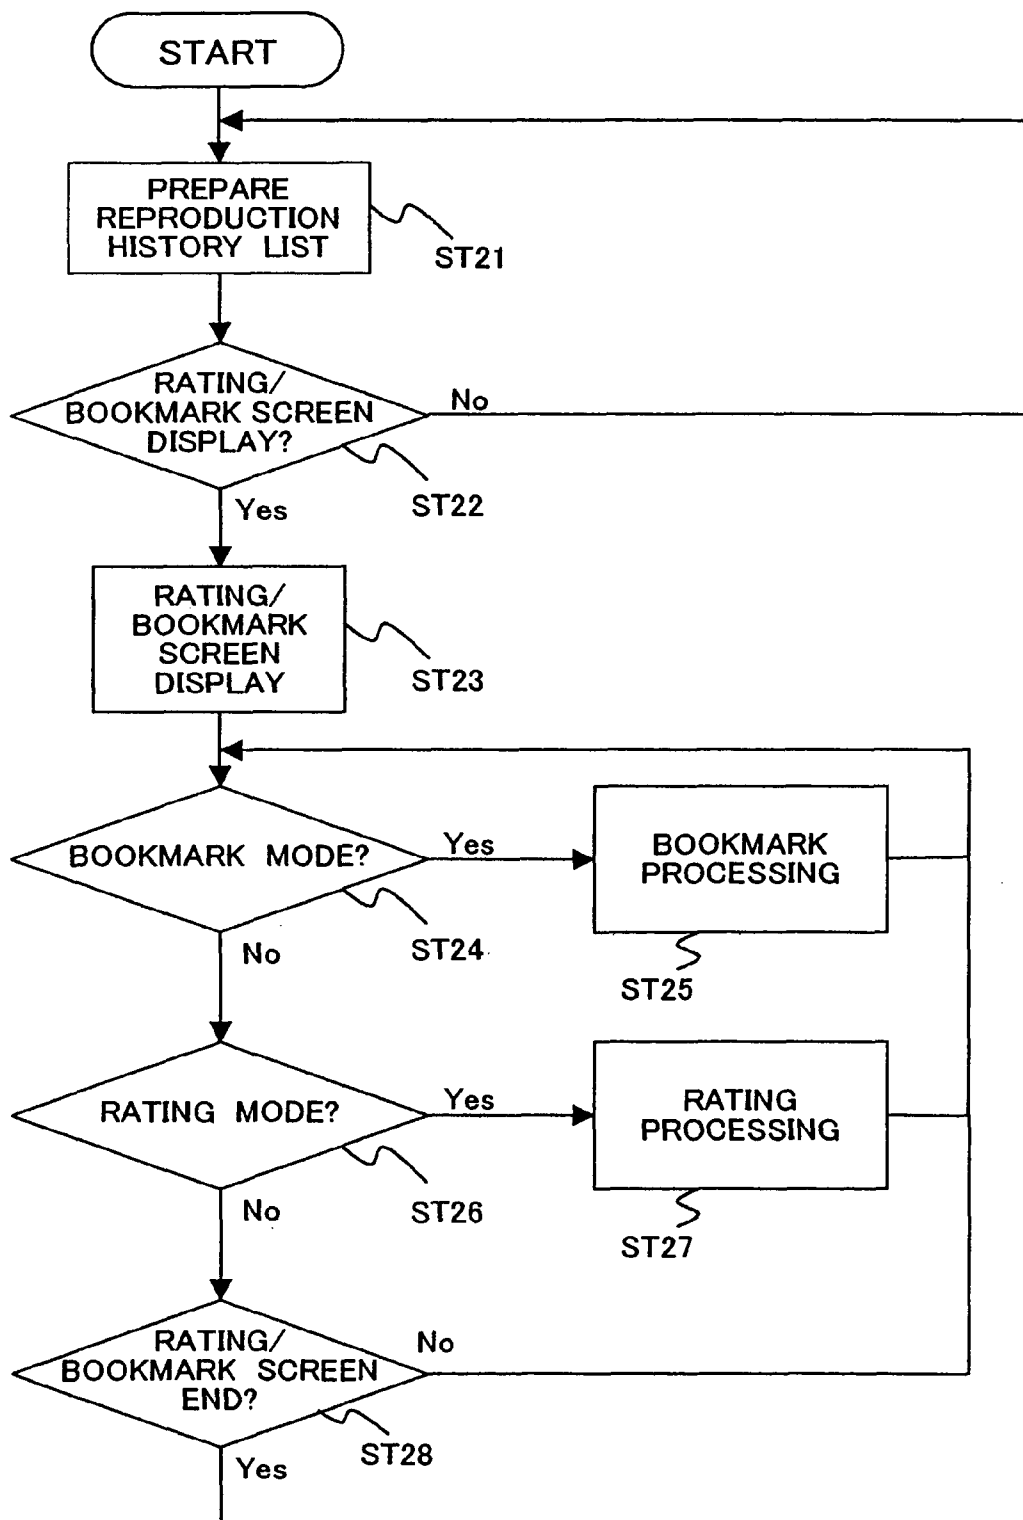 START
PREPARE
REPRODUCTION
HISTORY LIST
ST21
RATING/
BOOKMARK SCREEN
DISPLAY?
No
ST22
Yes
RATING/
BOOKMARK
SCREEN
DISPLAY
ST23
BOOKMARK MODE?
Yes
BOOKMARK
PROCESSING
ST24
No
ST25
RATING MODE?
Yes
RATING
PROCESSING
ST26
No
ST27
RATING/
BOOKMARK SCREEN
END?
No
ST28
Yes